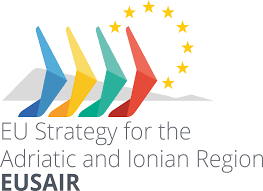 EU Strategy for the
Adriatic and Ionian Region
EUSAIR